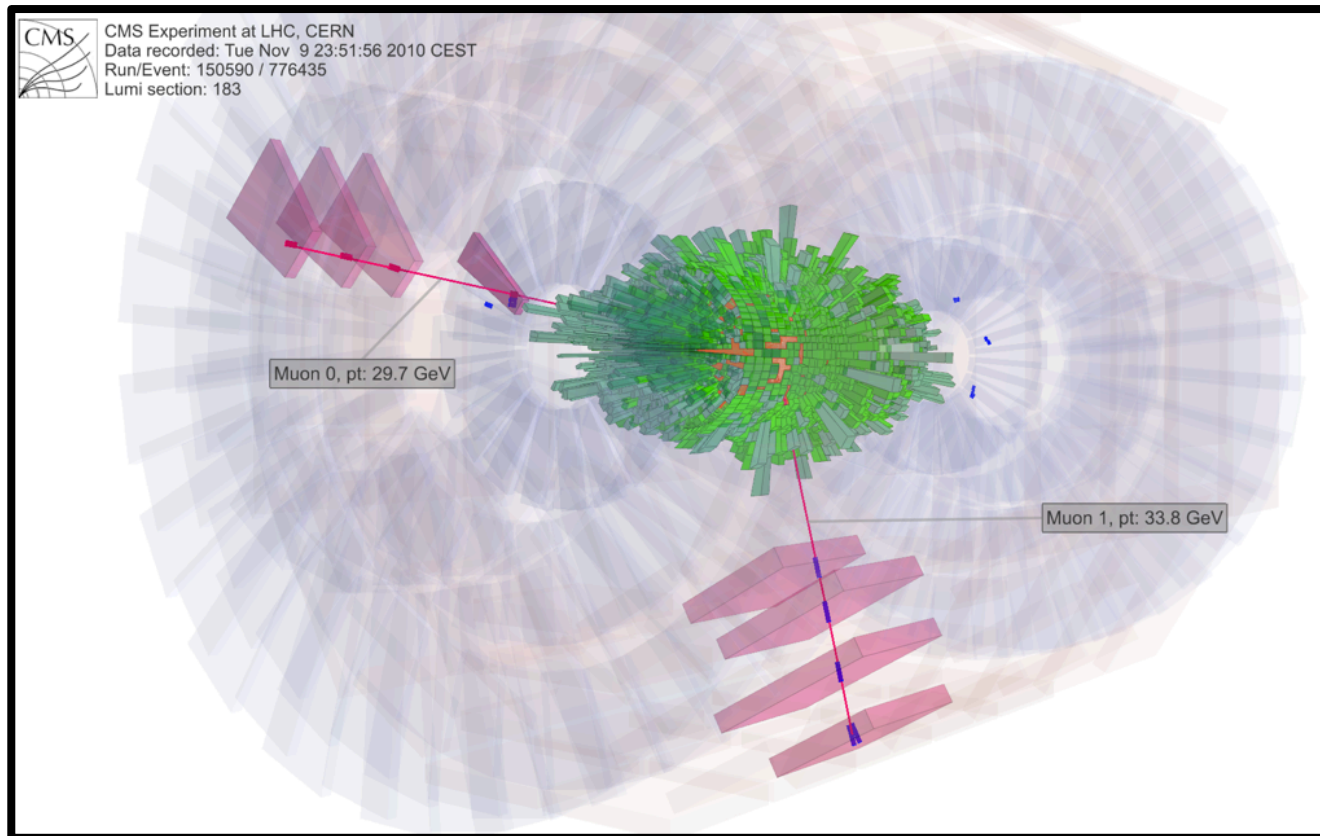 CMS
CMS Experiment at LHC, CERN
Data recorded: Tue Nov 9 23:51:56 2010 CEST
Run/Event: 150590 / 776435
Lumi section: 183
Muon 0, pt: 29.7 GeV
Muon 1, pt: 33.8 GeV